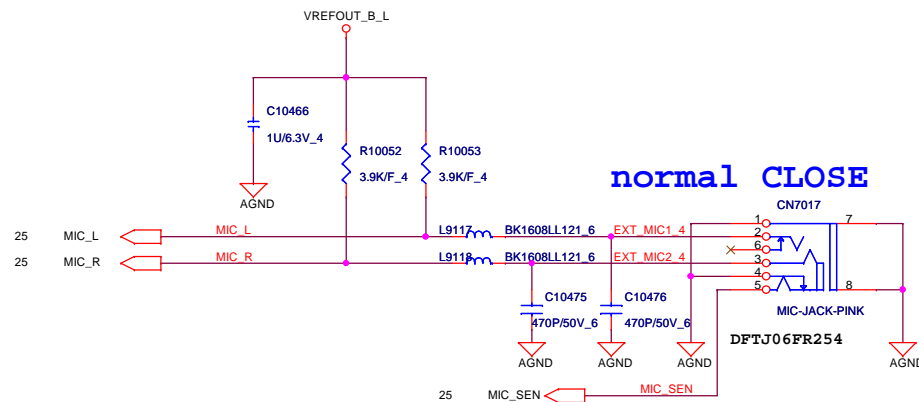 VREFOUT_B_L
C10466
1U/6.3V_4
R10052
3.9K/F_4
R10053
3.9K/F_4
AGND
normal CLOSE
CN7017
25 MIC_L MIC_L L9117 BK1608LL121_6 EXT_MIC1_4
25 MIC_R MIC_R L9118 BK1608LL121_6 EXT_MIC2_4
1
2
6
3
4
5
7
8
C10475
470P/50V_6
C10476
470P/50V_6
MIC-JACK-PINK
DFTJ06FR254
AGND AGND AGND AGND
25 MIC_SEN MIC_SEN